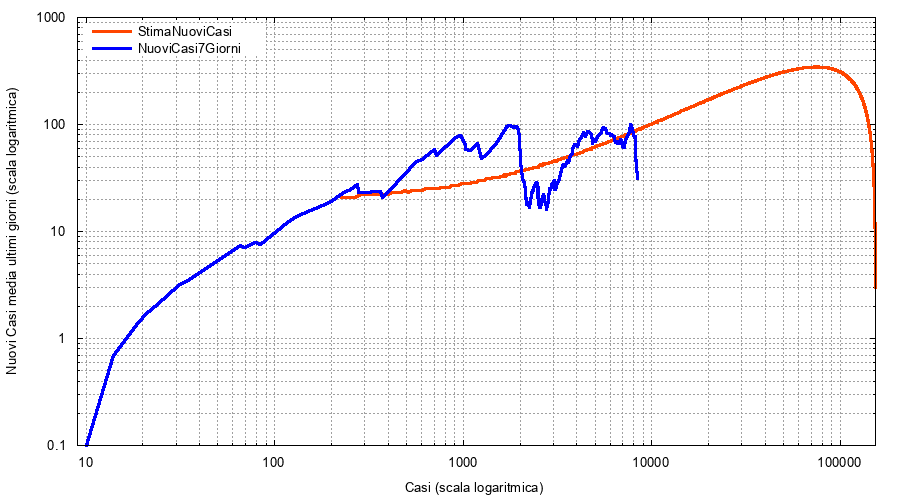 StimaNuoviCasi
NuoviCasi7Giorni
Nuovi Casi media ultimi giorni (scala logaritmica)
1000
100
10
1
0.1
10
100
1000
10000
100000
Casi (scala logaritmica)